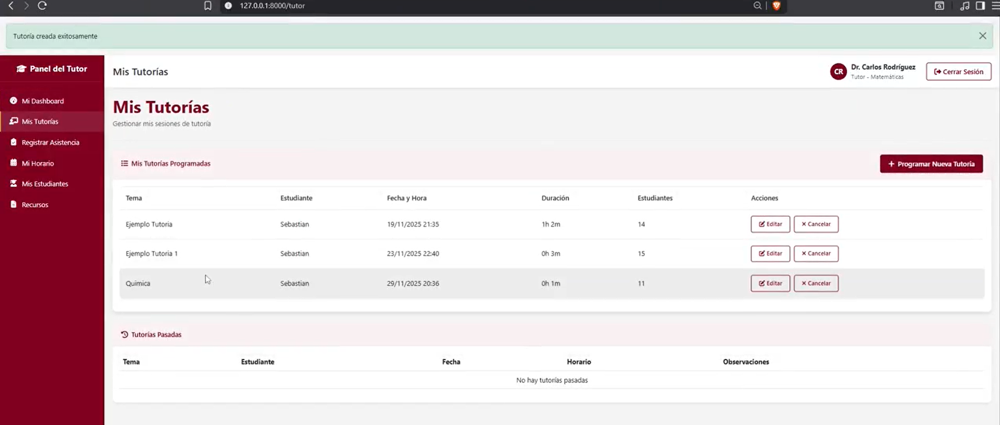 127.0.0.1:8000/tutor
Tutoría creada exitosamente
Panel del Tutor
Mi Dashboard
Mis Tutorías
Registrar Asistencia
Mi Horario
Mis Estudiantes
Recursos
Mis Tutorías
CR
Dr. Carlos Rodríguez
Tutor - Matemáticas
Cerrar Sesión
Mis Tutorías
Gestionar mis sesiones de tutoría
Mis Tutorías Programadas
+ Programar Nueva Tutoría
Tema Estudiante Fecha y Hora Duración Estudiantes Acciones
Ejemplo Tutoria Sebastian 19/11/2025 21:35 1h 2m 14 Editar × Cancelar
Ejemplo Tutoria 1 Sebastian 23/11/2025 22:40 0h 3m 15 Editar × Cancelar
Quimica Sebastian 29/11/2025 20:36 0h 1m 11 Editar × Cancelar
Tutorías Pasadas
Tema Estudiante Fecha Horario Observaciones
No hay tutorías pasadas